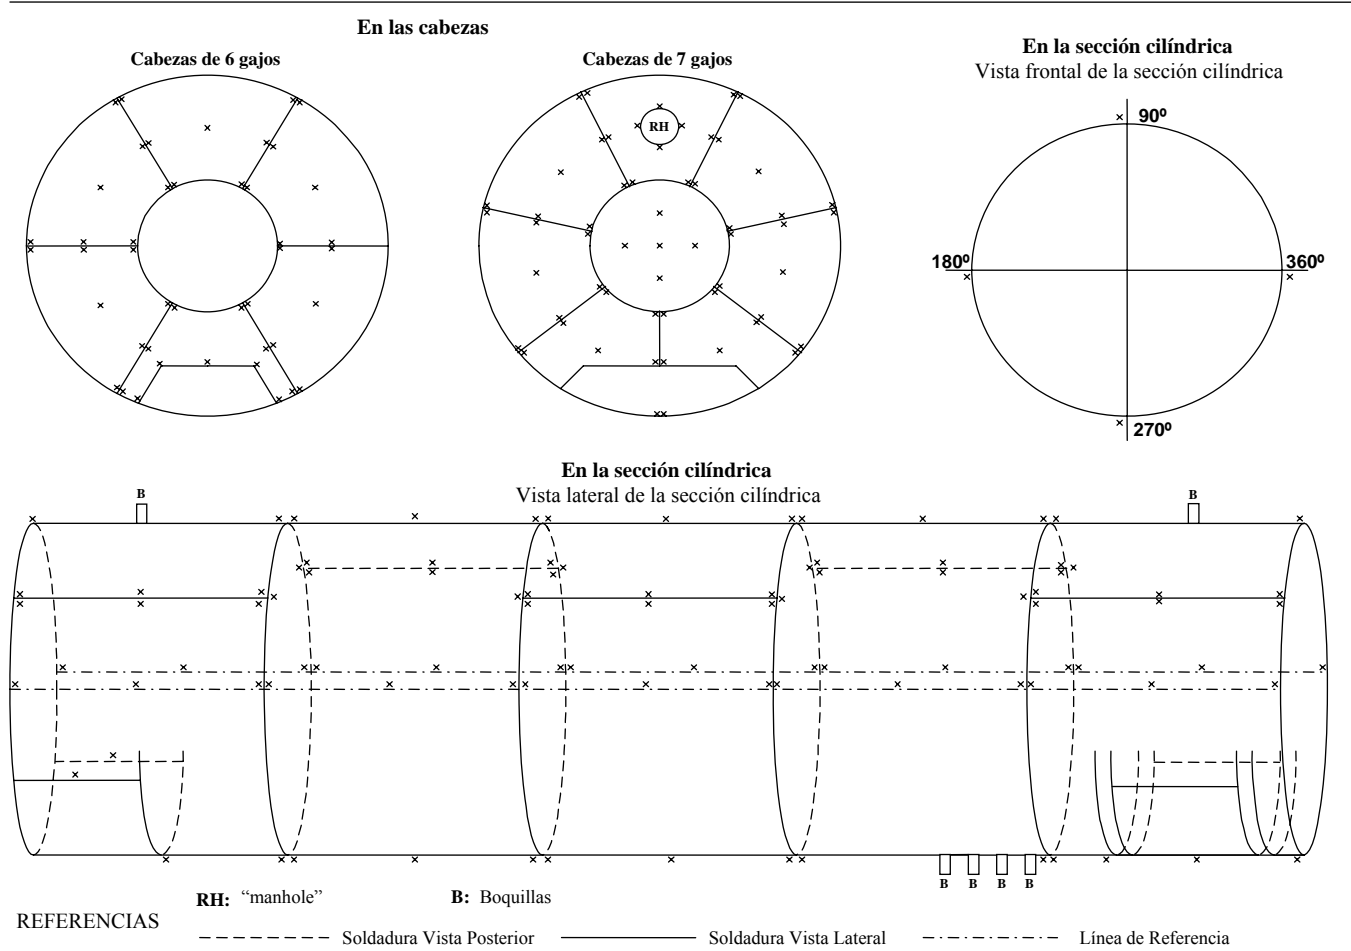 En las cabezas
Cabezas de 6 gajos
Cabezas de 7 gajos
En la sección cilíndrica
Vista frontal de la sección cilíndrica
RH
90º
180º
360º
270º
En la sección cilíndrica
Vista lateral de la sección cilíndrica
B
B
B
B
B
B
RH: “manhole”
B: Boquillas
REFERENCIAS
Soldadura Vista Posterior
Soldadura Vista Lateral
Línea de Referencia